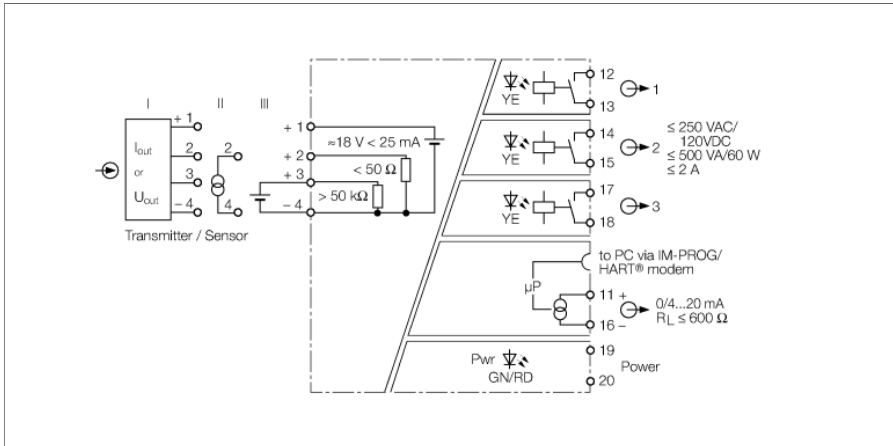 I
II
III
+ 1
2
3
− 4
Iout
or
Uout
2
4
Transmitter / Sensor
+ 1
+ 2
+ 3
− 4
≈18 V < 25 mA
< 50 Ω
> 50 kΩ
YE
12
13
1
YE
14
15
2
≤ 250 VAC/
120VDC
≤ 500 VA/60 W
≤ 2 A
YE
17
18
3
to PC via IM-PROG/
HART® modem
µP
11 +
16 −
0/4...20 mA
RL ≤ 600 Ω
Pwr
GN/RD
19
20
Power